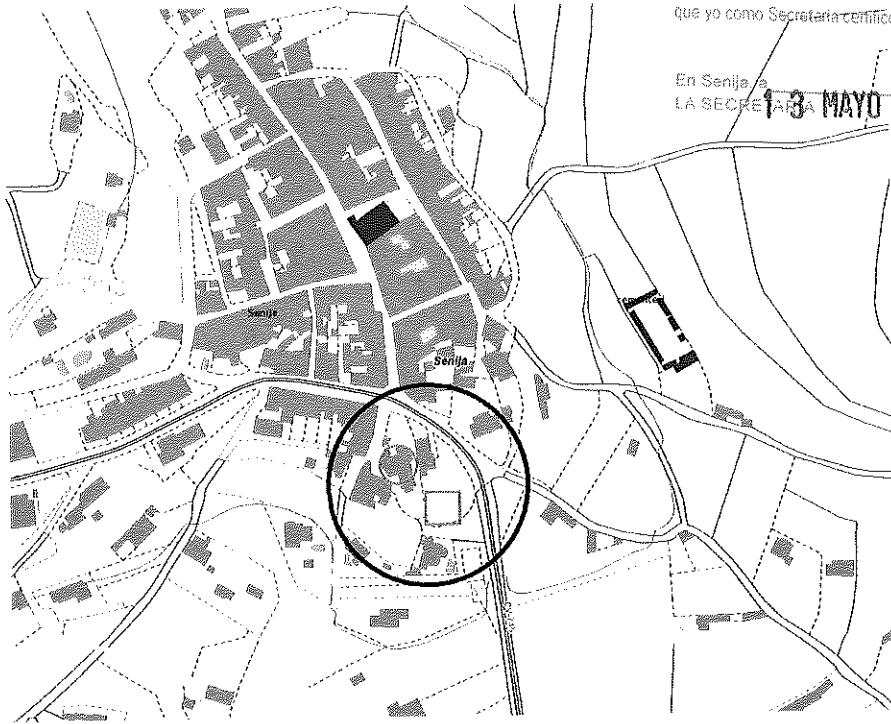 que yo como Secretaria certifico
En Senija, a
LA SECRETARIA
13 MAYO
Senija
Senija